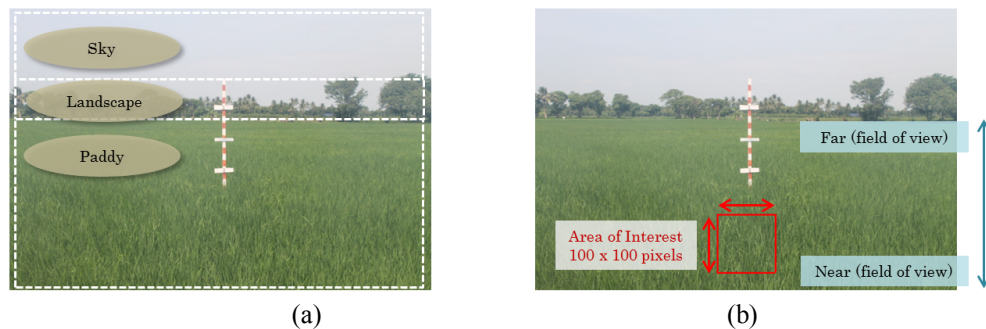 Sky
Landscape
Paddy
Far (field of view)
Area of Interest
100 x 100 pixels
Near (field of view)
(a)
(b)